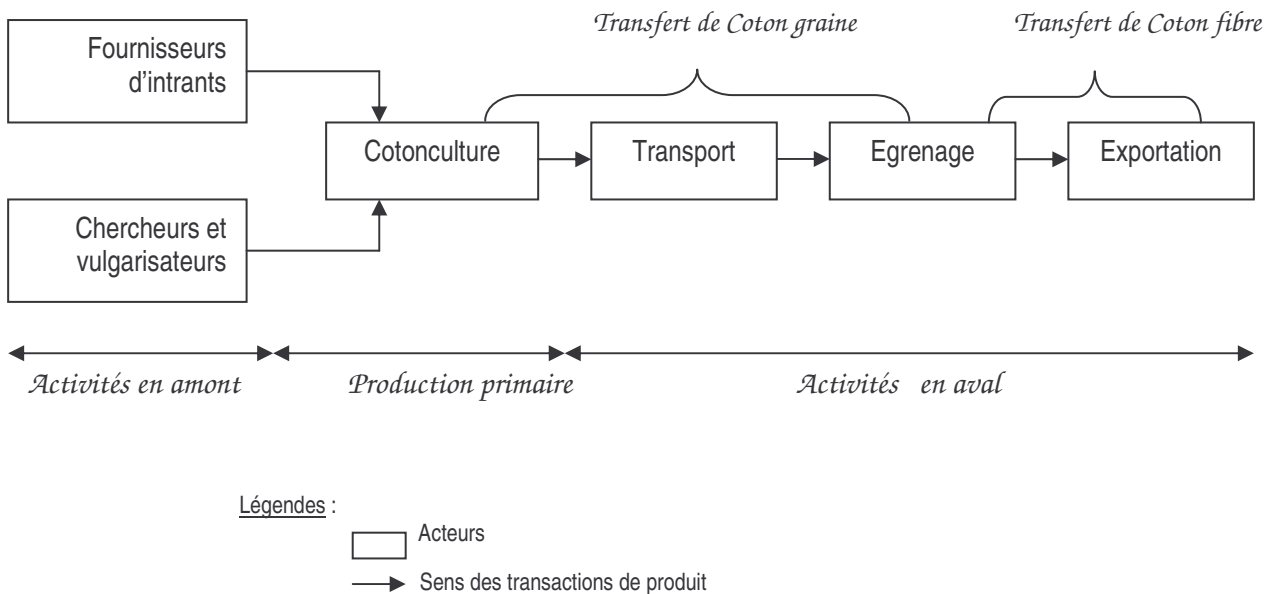 Transfert de Coton graine
Transfert de Coton fibre
Fournisseurs
d'intrants
Cotonculture
Transport
Egrenage
Exportation
Chercheurs et
vulgarisateurs
Activités en amont
Production primaire
Activités en aval
Légendes :
Acteurs
Sens des transactions de produit